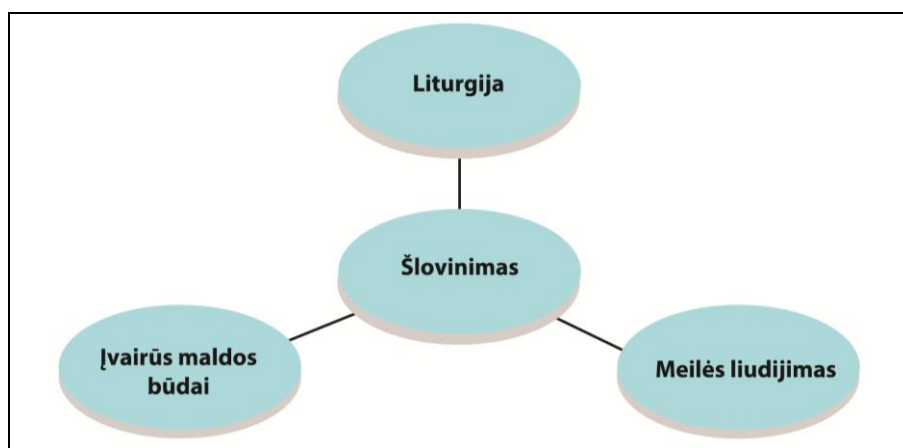 Liturgija
Šlovinimas
Įvairūs maldos
būdai
Meilės liudijimas